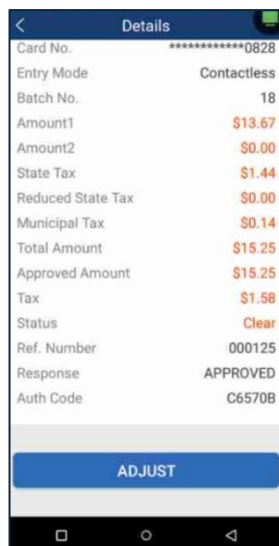 Details
Card No. ************0828
Entry Mode Contactless
Batch No. 18
Amount1 $13.67
Amount2 $0.00
State Tax $1.44
Reduced State Tax $0.00
Municipal Tax $0.14
Total Amount $15.25
Approved Amount $15.25
Tax $1.58
Status Clear
Ref. Number 000125
Response APPROVED
Auth Code C6570B
ADJUST